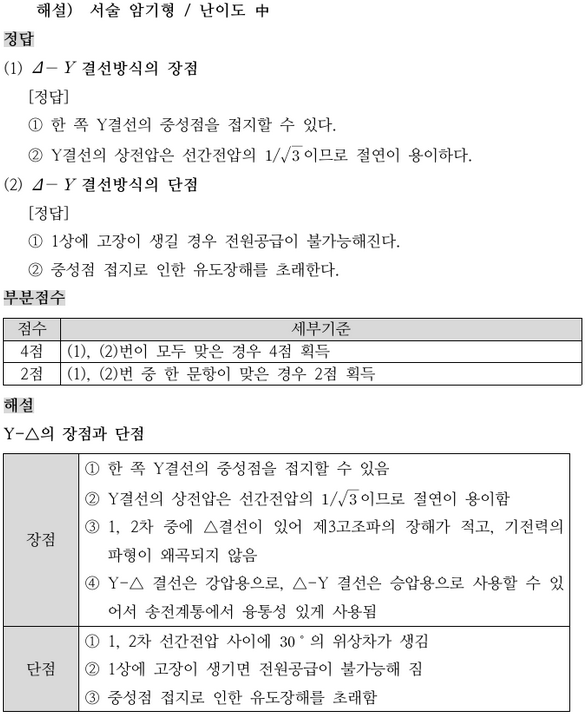 해설) 서술 암기형 / 난이도 中
정답
(1) Δ－Y 결선방식의 장점
[정답]
① 한 쪽 Y결선의 중성점을 접지할 수 있다.
② Y결선의 상전압은 선간전압의 1/√3이므로 절연이 용이하다.
(2) Δ－Y 결선방식의 단점
[정답]
① 1상에 고장이 생길 경우 전원공급이 불가능해진다.
② 중성점 접지로 인한 유도장해를 초래한다.
부분점수
점수 세부기준
4점 (1), (2)번이 모두 맞은 경우 4점 획득
2점 (1), (2)번 중 한 문항이 맞은 경우 2점 획득
해설
Y-△의 장점과 단점
① 한 쪽 Y결선의 중성점을 접지할 수 있음
② Y결선의 상전압은 선간전압의 1/√3이므로 절연이 용이함
③ 1, 2차 중에 △결선이 있어 제3고조파의 장해가 적고, 기전력의
장점
파형이 왜곡되지 않음
④ Y-△ 결선은 강압용으로, △-Y 결선은 승압용으로 사용할 수 있
어서 송전계통에서 융통성 있게 사용됨
① 1, 2차 선간전압 사이에 30°의 위상차가 생김
단점 ② 1상에 고장이 생기면 전원공급이 불가능해 짐
③ 중성점 접지로 인한 유도장해를 초래함